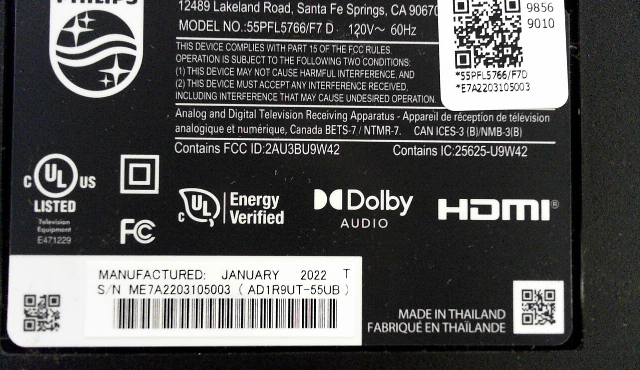 PHILIPS
12489 Lakeland Road, Santa Fe Springs, CA 90670
MODEL NO.:55PFL5766/F7 D 120V~ 60Hz
9856
9010
*55PFL5766/F7D
*E7A2203105003
THIS DEVICE COMPLIES WITH PART 15 OF THE FCC RULES.
OPERATION IS SUBJECT TO THE FOLLOWING TWO CONDITIONS:
(1) THIS DEVICE MAY NOT CAUSE HARMFUL INTERFERENCE, AND
(2) THIS DEVICE MUST ACCEPT ANY INTERFERENCE RECEIVED,
INCLUDING INTERFERENCE THAT MAY CAUSE UNDESIRED OPERATION.
Analog and Digital Television Receiving Apparatus - Appareil de réception de télévision
analogique et numérique, Canada BETS-7 / NTMR-7. CAN ICES-3 (B)/NMB-3(B)
Contains FCC ID:2AU3BU9W42 Contains IC:25625-U9W42
C UL US
LISTED
Television
Equipment
E471229
FC
C UL Energy
Verified
Dolby
AUDIO
HDMI®
MANUFACTURED: JANUARY 2022 T
S/N ME7A2203105003 ( AD1R9UT-55UB )
MADE IN THAILAND
FABRIQUÉ EN THAÏLANDE